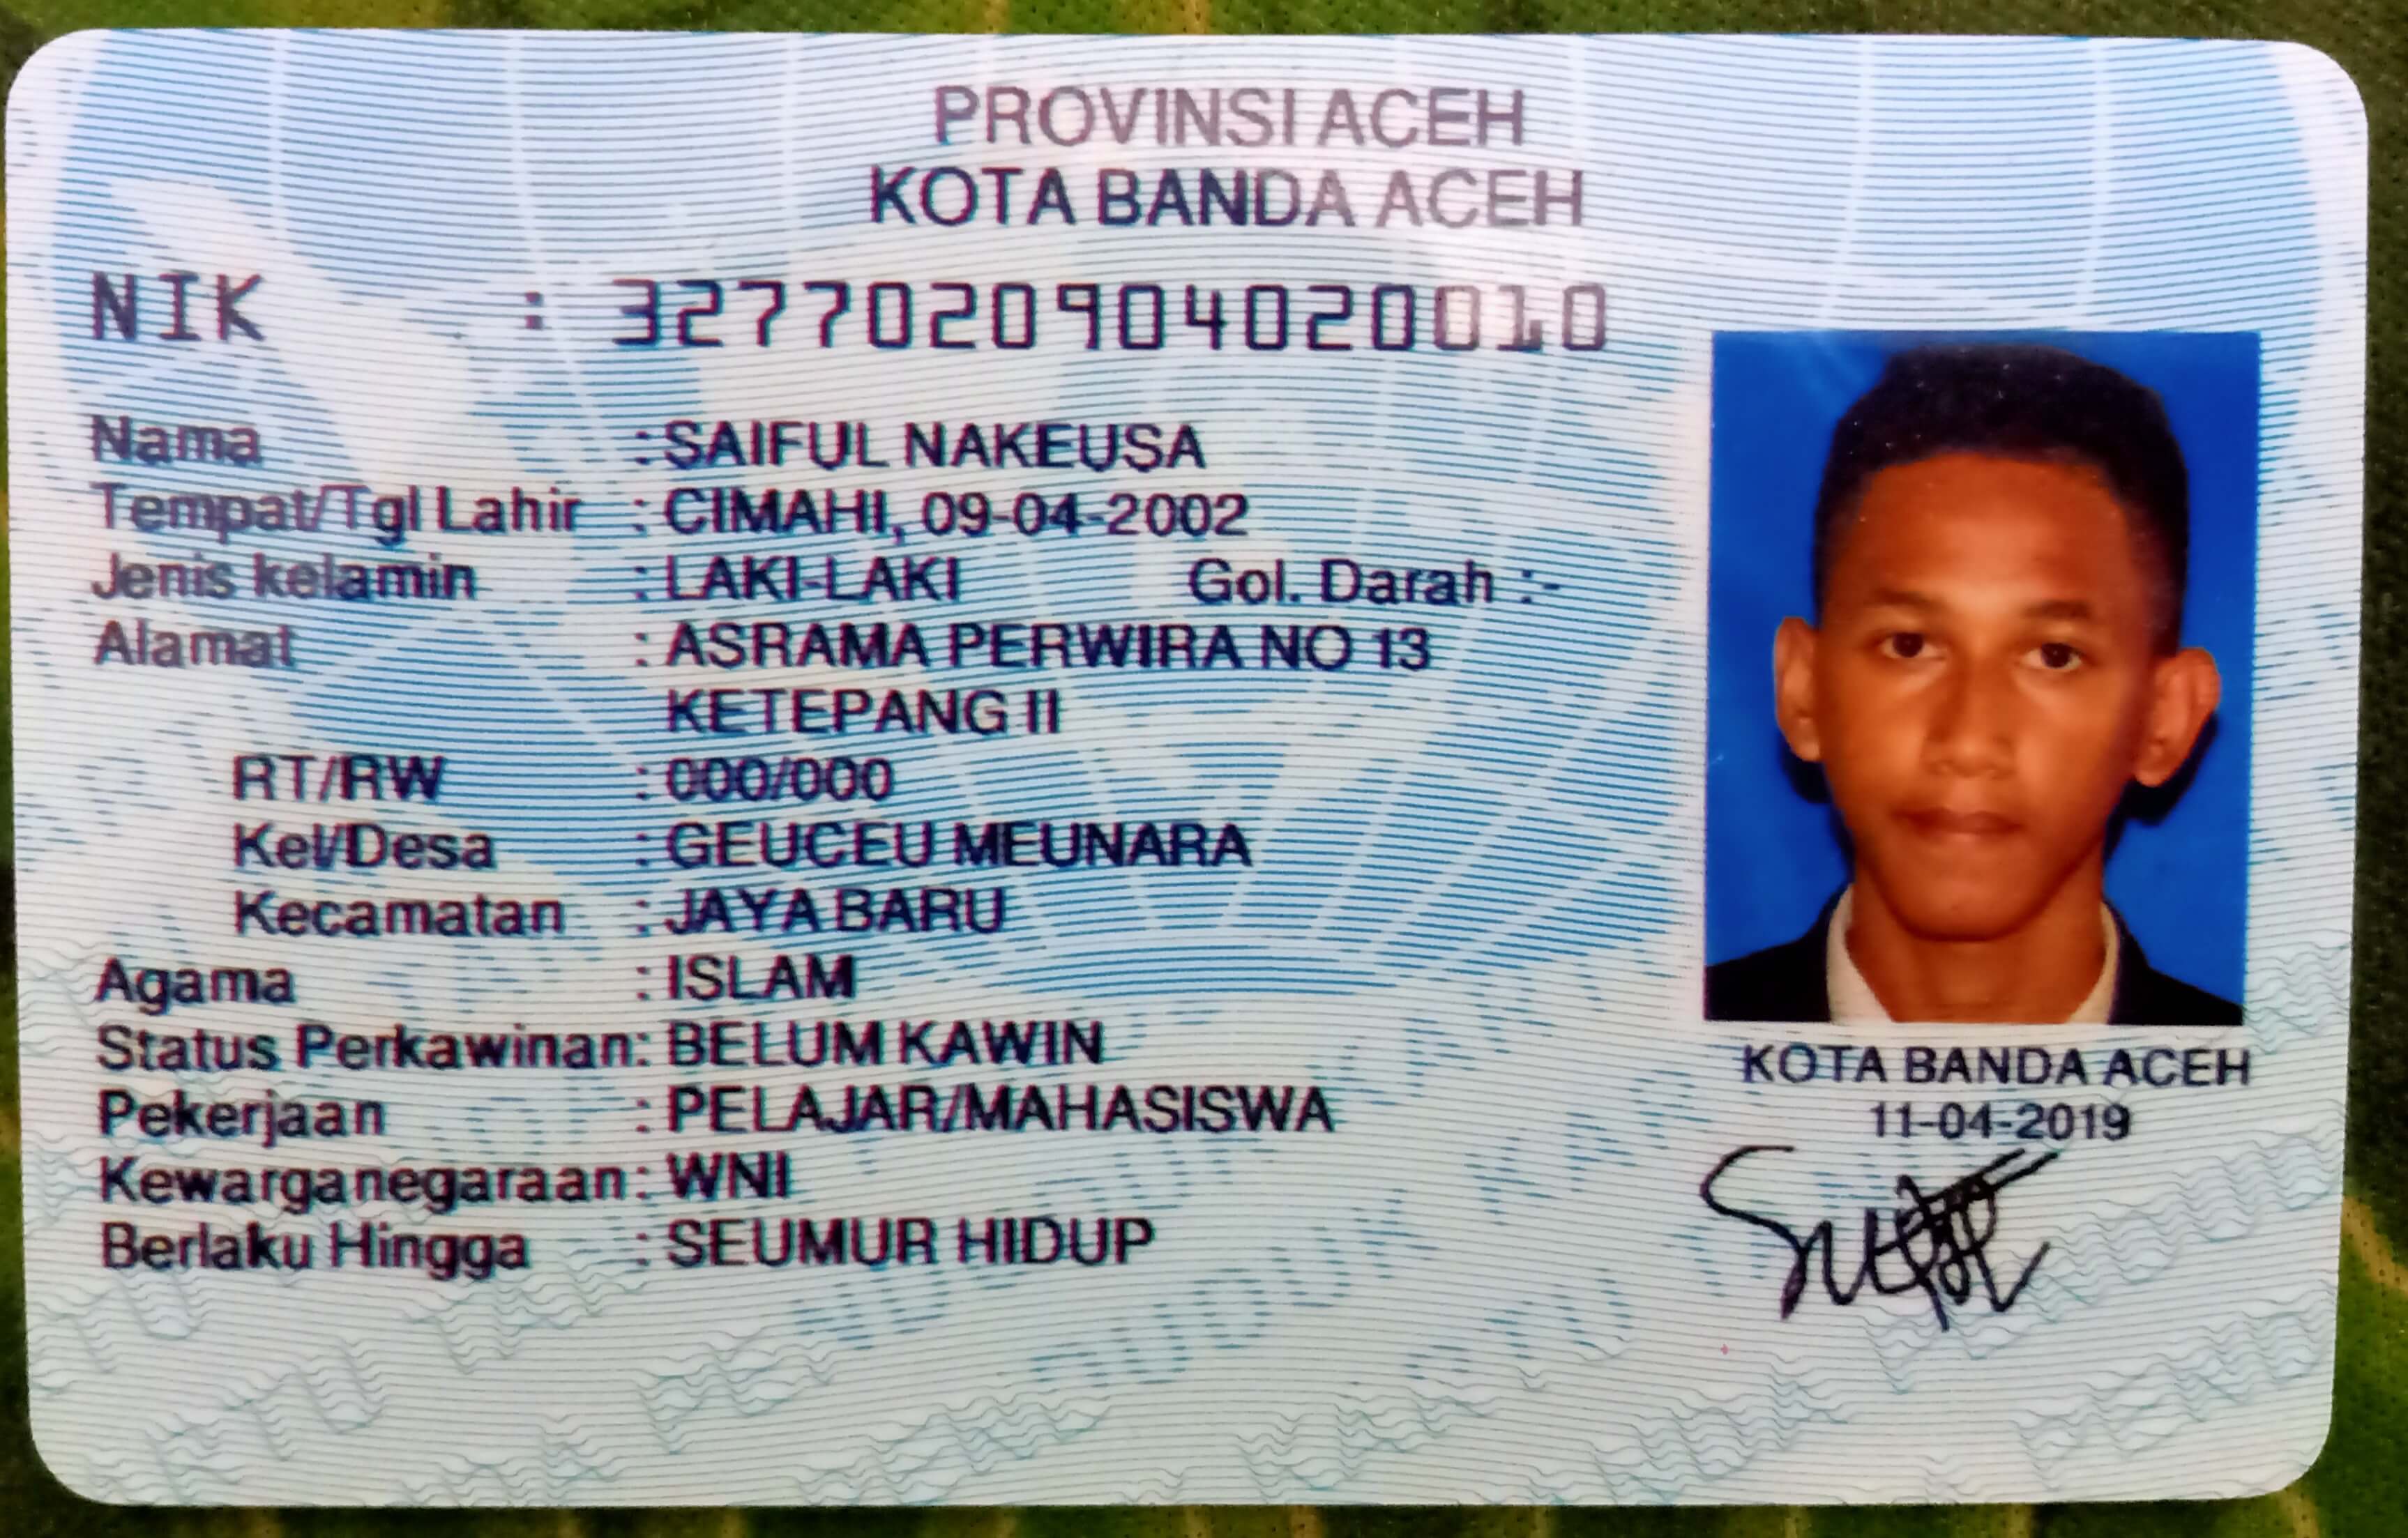 PROVINSI ACEH
KOTA BANDA ACEH
NIK : 3277020904020010
Nama : SAIFUL NAKEUSA
Tempat/Tgl Lahir : CIMAHI, 09-04-2002
Jenis kelamin : LAKI-LAKI Gol. Darah :-
Alamat : ASRAMA PERWIRA NO 13
KETEPANG II
RT/RW : 000/000
Kel/Desa : GEUCEU MEUNARA
Kecamatan : JAYA BARU
Agama : ISLAM
Status Perkawinan: BELUM KAWIN
Pekerjaan : PELAJAR/MAHASISWA
Kewarganegaraan: WNI
Berlaku Hingga : SEUMUR HIDUP
KOTA BANDA ACEH
11-04-2019